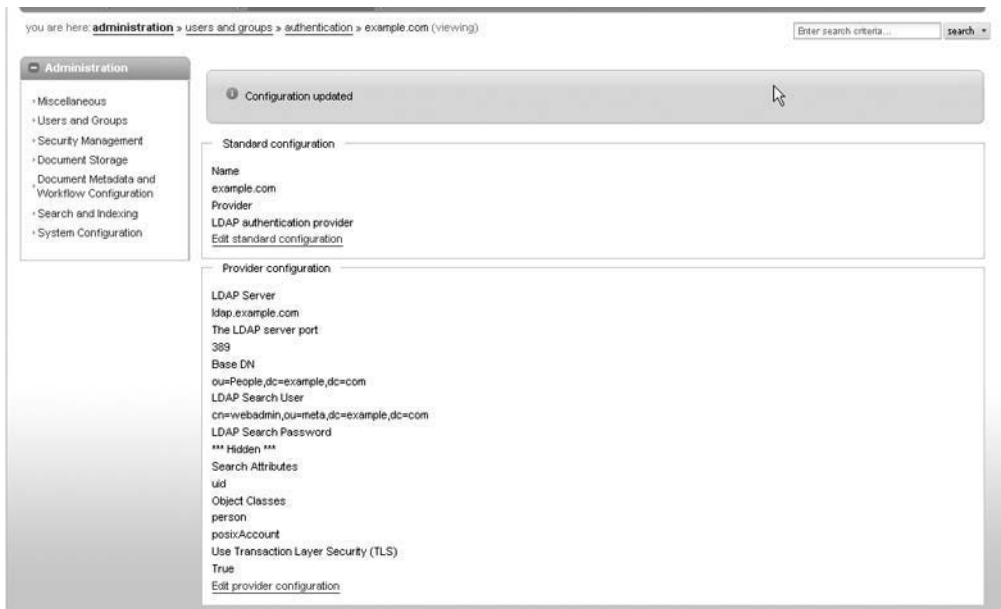 you are here: administration » users and groups » authentication » example.com (viewing)
Enter search criteria...
search
Administration
Miscellaneous
Users and Groups
Security Management
Document Storage
Document Metadata and
Workflow Configuration
Search and Indexing
System Configuration
Configuration updated
Standard configuration
Name
example.com
Provider
LDAP authentication provider
Edit standard configuration
Provider configuration
LDAP Server
ldap.example.com
The LDAP server port
389
Base DN
ou=People,dc=example,dc=com
LDAP Search User
cn=webadmin,ou=meta,dc=example,dc=com
LDAP Search Password
*** Hidden ***
Search Attributes
uid
Object Classes
person
posixAccount
Use Transaction Layer Security (TLS)
True
Edit provider configuration